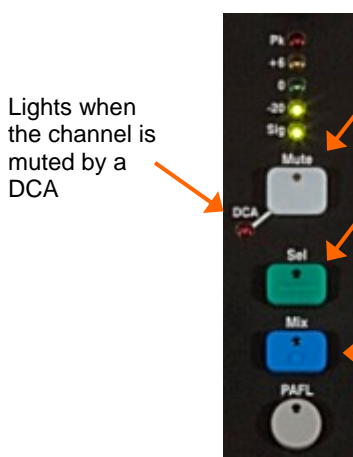 Lights when
the channel is
muted by a
DCA
Pk
+6
0
-20
Sig
Mute
DCA
Sel
Mix
PAFL